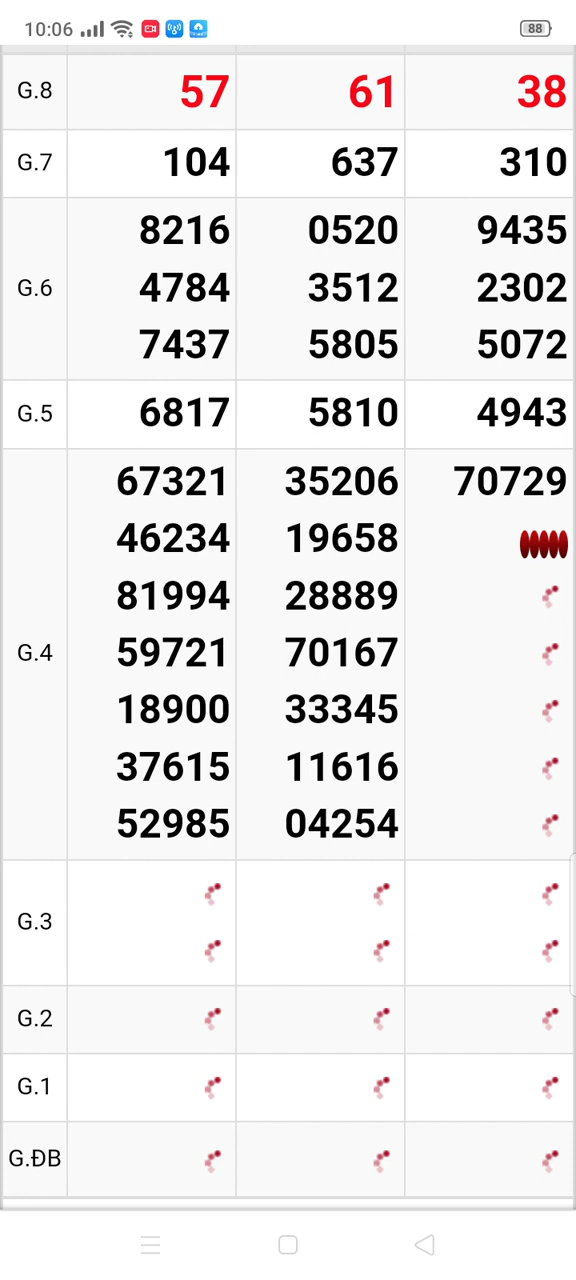 10:06 88
G.8 57 61 38
G.7 104 637 310
8216 0520 9435
G.6 4784 3512 2302
7437 5805 5072
G.5 6817 5810 4943
67321 35206 70729
46234 19658
81994 28889
G.4 59721 70167
18900 33345
37615 11616
52985 04254
G.3
G.2
G.1
G.ĐB